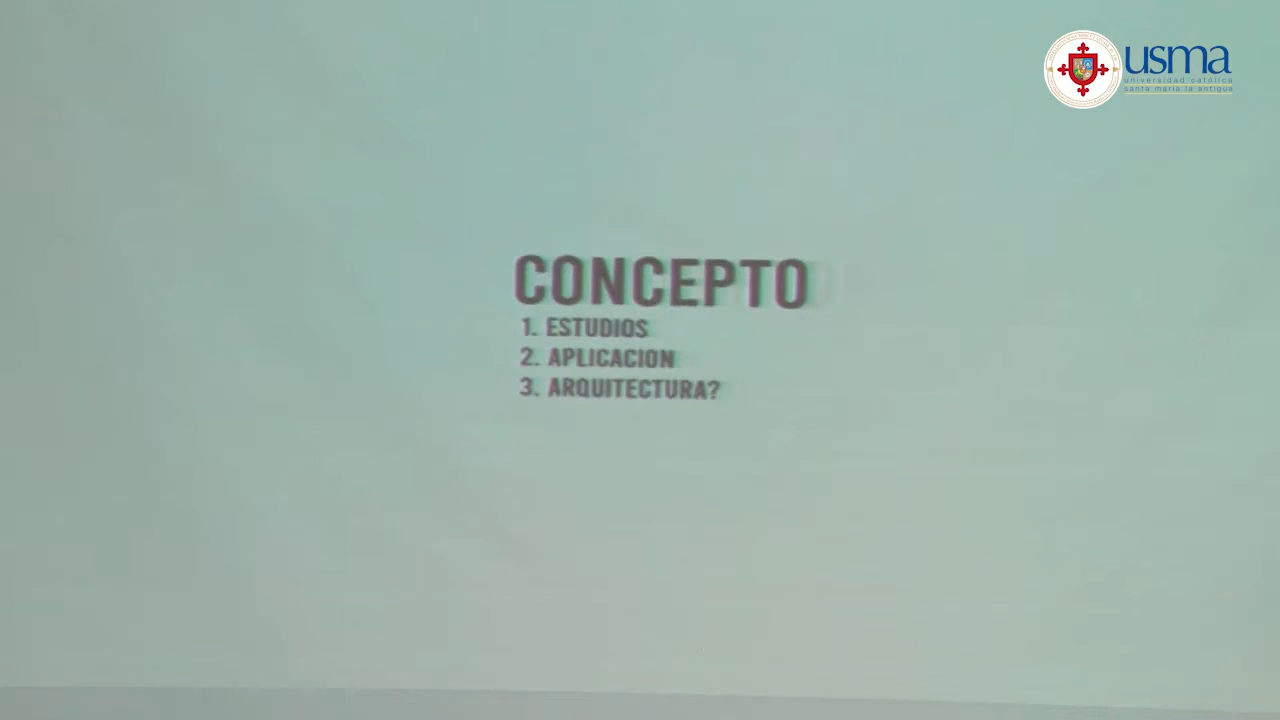 usma
universidad católica
santa maría la antigua
CONCEPTO
1. ESTUDIOS
2. APLICACION
3. ARQUITECTURA?